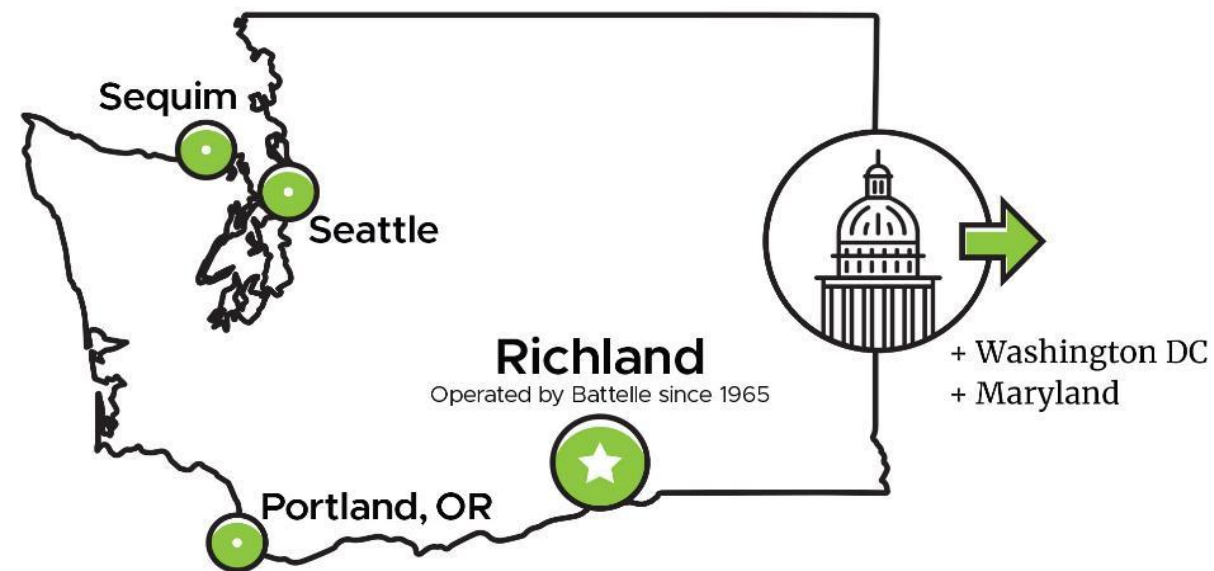 Sequim
Seattle
Richland
Operated by Battelle since 1965
+ Washington DC
+ Maryland
Portland, OR